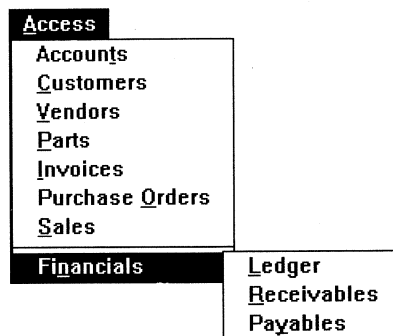 Access
Accounts
Customers
Vendors
Parts
Invoices
Purchase Orders
Sales
Financials
Ledger
Receivables
Payables